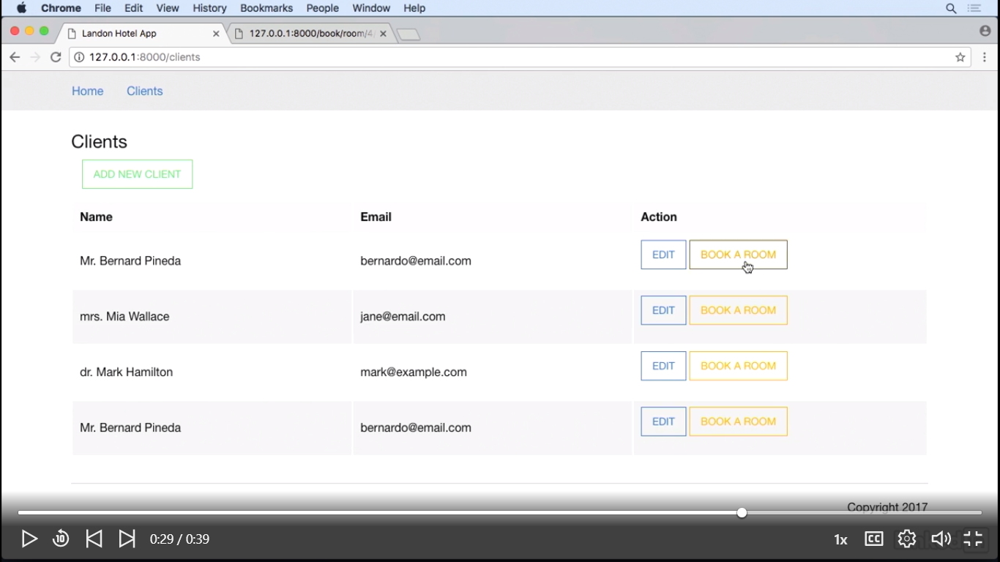 Chrome File Edit View History Bookmarks People Window Help
Landon Hotel App 127.0.0.1:8000/book/room/4
127.0.0.1:8000/clients
Home Clients
Clients
ADD NEW CLIENT
Name Email Action
Mr. Bernard Pineda bernardo@email.com EDIT BOOK A ROOM
mrs. Mia Wallace jane@email.com EDIT BOOK A ROOM
dr. Mark Hamilton mark@example.com EDIT BOOK A ROOM
Mr. Bernard Pineda bernardo@email.com EDIT BOOK A ROOM
Copyright 2017
10 0:29 / 0:39 1x CC